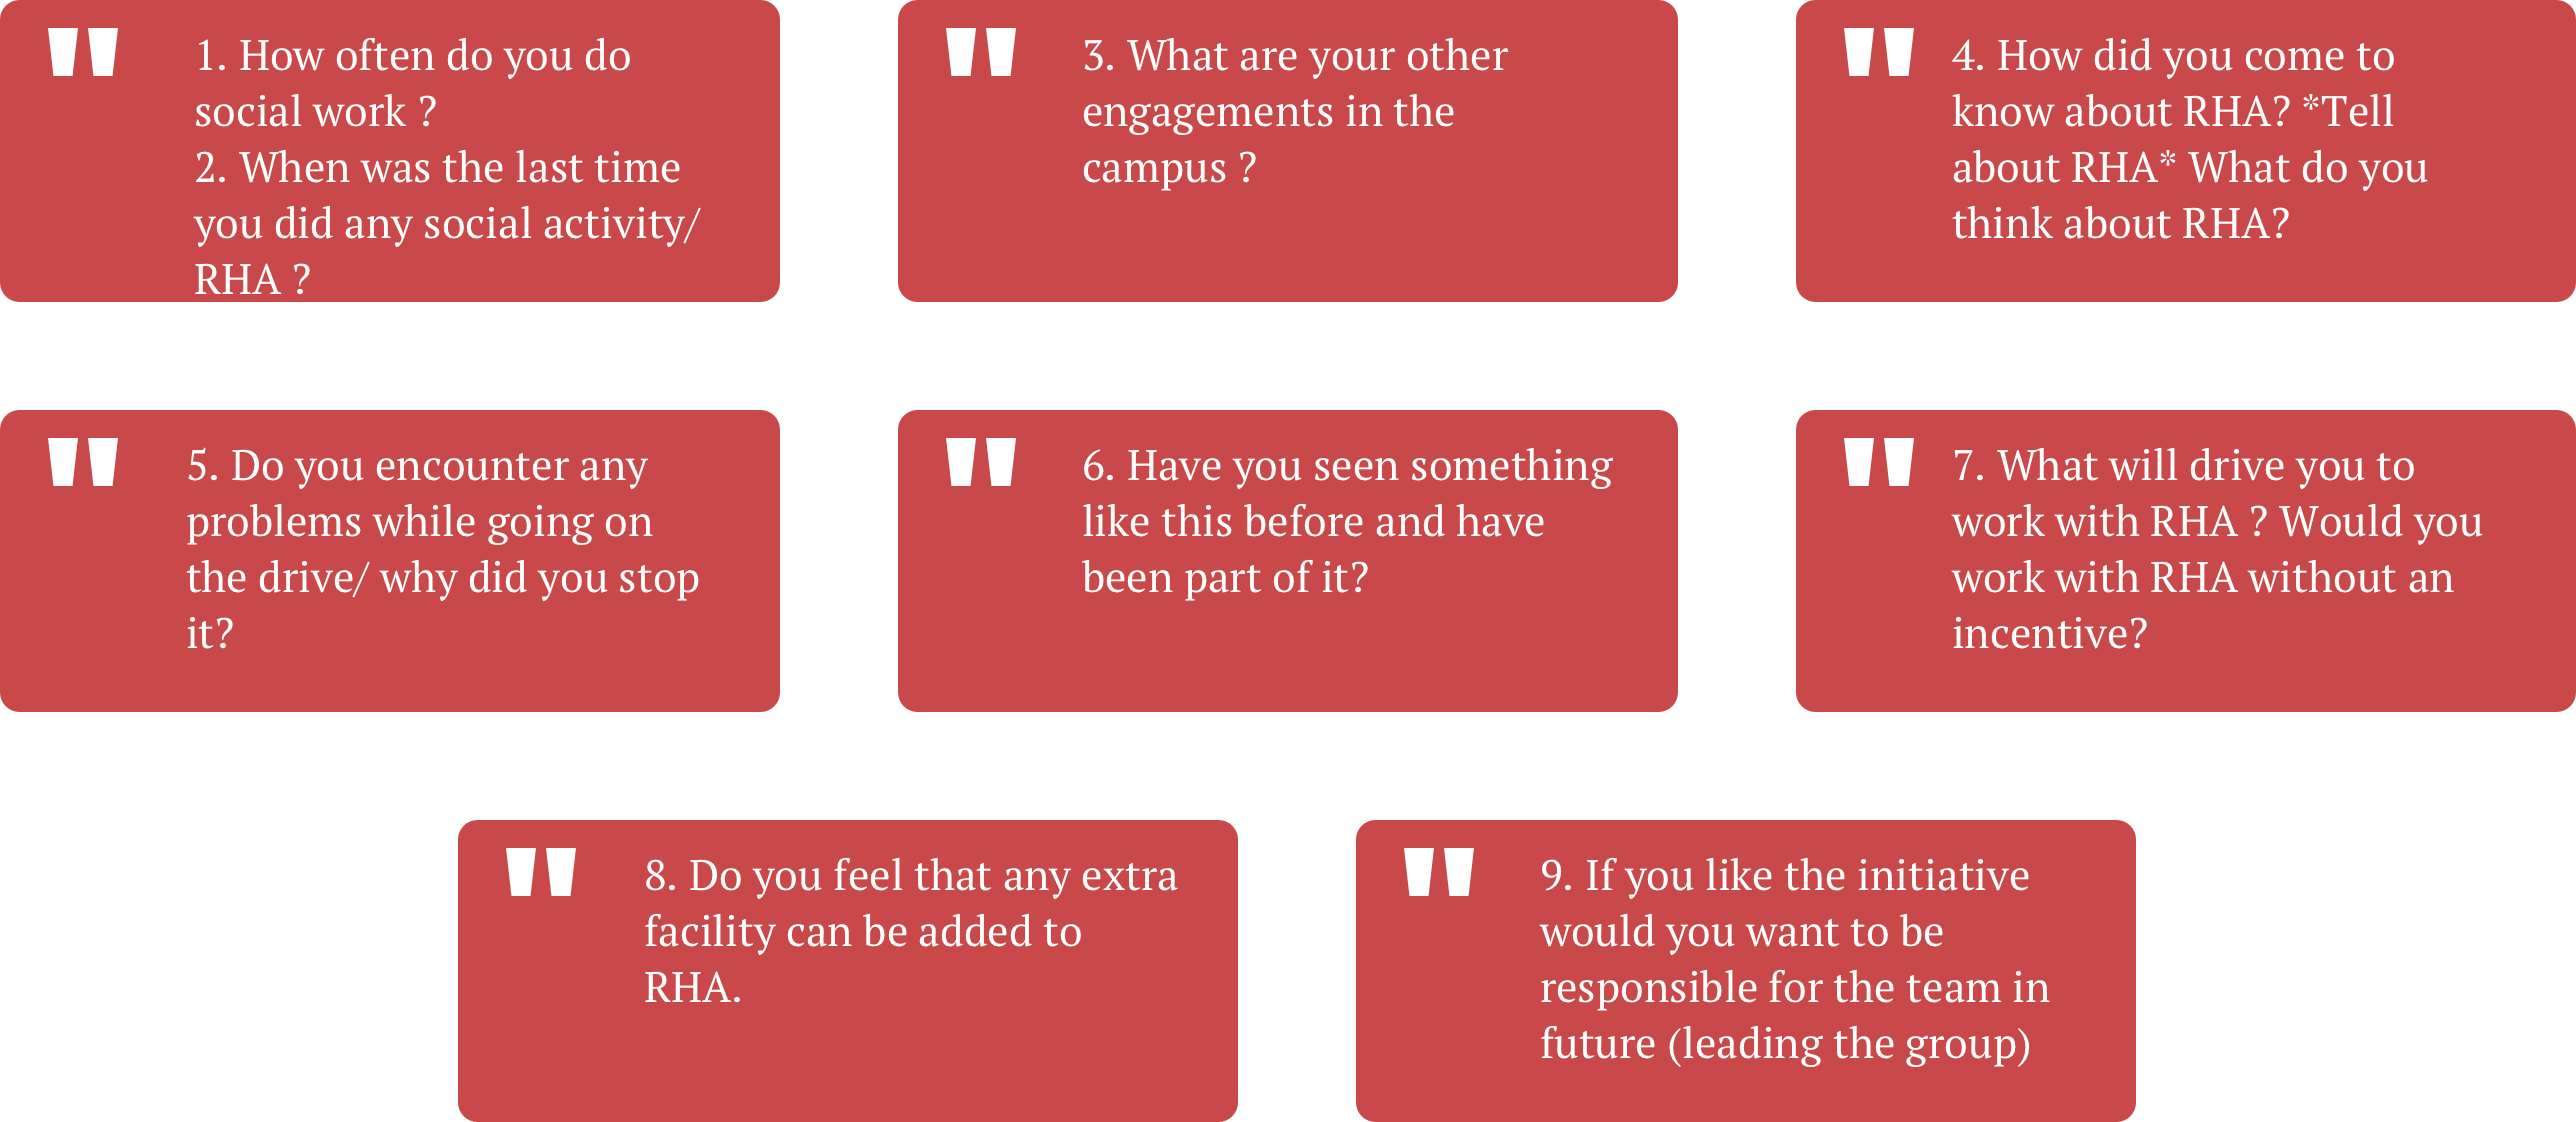 " 1. How often do you do
social work ?
2. When was the last time
you did any social activity/
RHA ?
" 3. What are your other
engagements in the
campus ?
" 4. How did you come to
know about RHA? *Tell
about RHA* What do you
think about RHA?
" 5. Do you encounter any
problems while going on
the drive/ why did you stop
it?
" 6. Have you seen something
like this before and have
been part of it?
" 7. What will drive you to
work with RHA ? Would you
work with RHA without an
incentive?
" 8. Do you feel that any extra
facility can be added to
RHA.
" 9. If you like the initiative
would you want to be
responsible for the team in
future (leading the group)